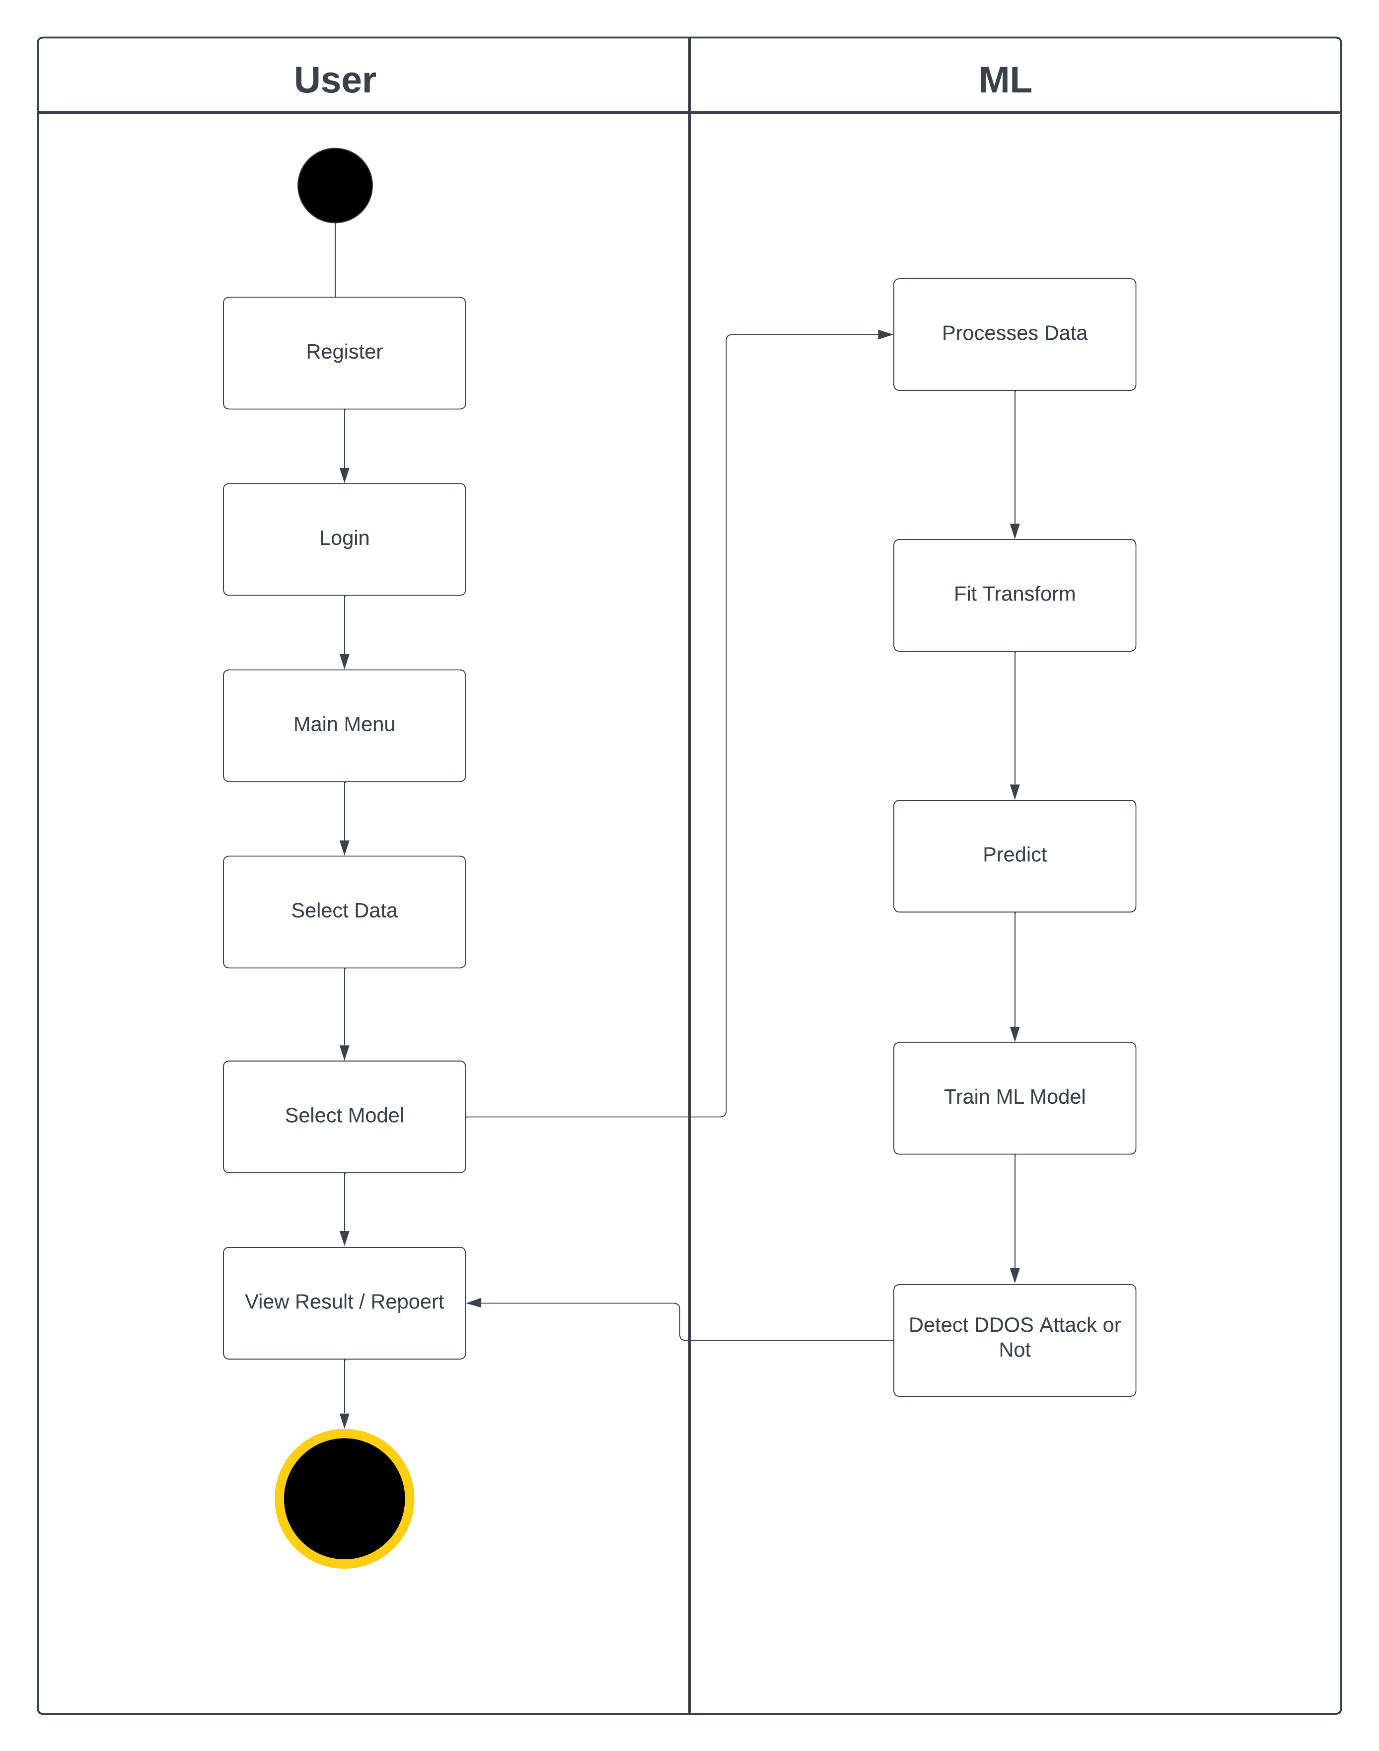 User
ML
Register
Login
Main Menu
Select Data
Select Model
View Result / Repoert
Processes Data
Fit Transform
Predict
Train ML Model
Detect DDOS Attack or
Not